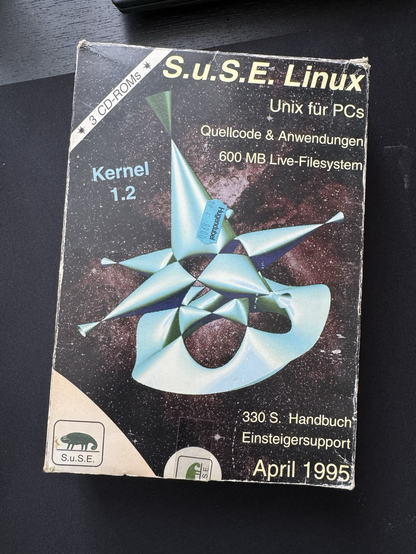 S.u.S.E. Linux
* 3 CD-ROMs *
Unix für PCs
Quellcode & Anwendungen
600 MB Live-Filesystem
Kernel
1.2
Hugendubel
330 S. Handbuch
Einsteigersupport
April 1995
S.u.S.E.
S.E.